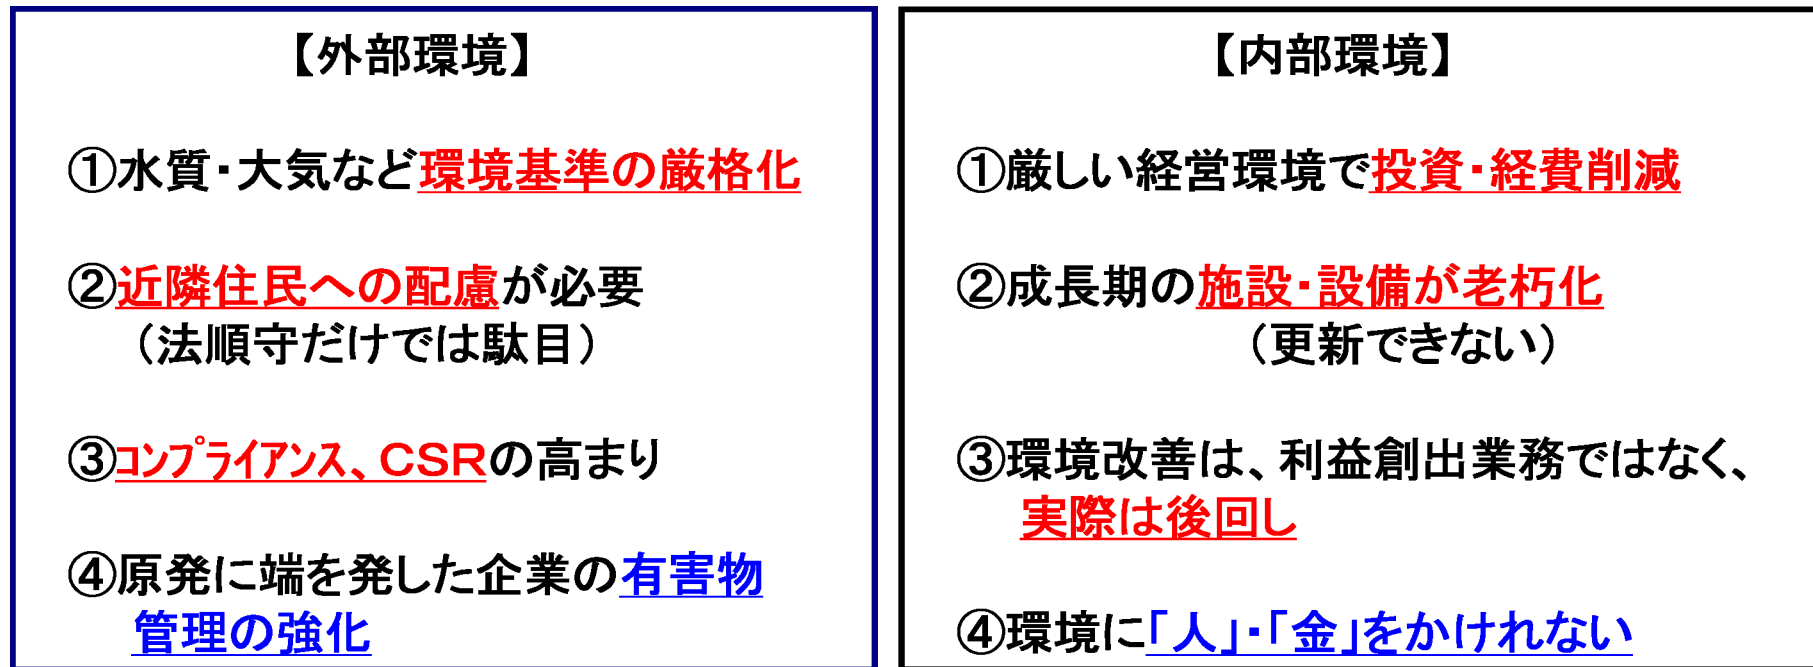 【外部環境】
①水質・大気など環境基準の厳格化
②近隣住民への配慮が必要
（法順守だけでは駄目）
③コンプライアンス、CSRの高まり
④原発に端を発した企業の有害物
管理の強化
【内部環境】
①厳しい経営環境で投資・経費削減
②成長期の施設・設備が老朽化
（更新できない）
③環境改善は、利益創出業務ではなく、
実際は後回し
④環境に「人」・「金」をかけれない